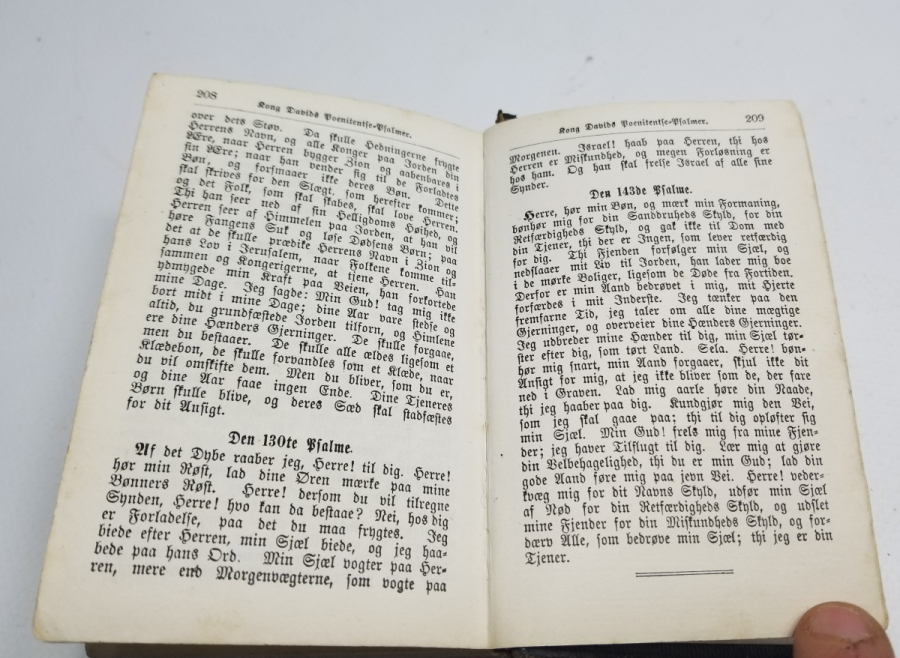 208
Kong Davids Poenitentse-Psalmer.
over dets Støv. Da skulle Hedningerne frygte
Herrens Navn, og alle Konger paa Jorden din
Ære, naar Herren bygger Zion og aabenbares i
sin Ære; naar han vender sig til de Forladtes
Bøn, og forsmaaer ikke deres Bøn. Dette
skal skrives for den Slægt, som herefter kommer;
og det Folk, som skal skabes, skal love Herren.
Thi han seer ned af sin Helligdoms Høihed, og
Herren seer af Himmelen paa Jorden, at han vil
høre Fangens Suk og løse Dødsens Børn; paa
det at de skulle prædike Herrens Navn i Zion og
hans Lov i Jerusalem, naar Folkene komme til-
sammen og Kongerigerne, at tjene Herren. Han
ydmygede min Kraft paa Veien, han forkortede
mine Dage. Jeg sagde: Min Gud! tag mig ikke
bort midt i mine Dage; dine Aar vare stedse og
altid, du grundfæstede Jorden tilforn, og Himlene
ere dine Hænders Gjerninger. De skulle forgaae,
men du bestaaer. De skulle alle ældes ligesom et
Klædebon, de skulle forvandles som et Klæde, naar
du vil omskifte dem. Men du bliver, som du er,
og dine Aar faae ingen Ende. Dine Tjeneres
Børn skulle blive, og deres Sæd skal stadfæstes
for dit Ansigt.
Den 130te Psalme.
Af det Dybe raaber jeg, Herre! til dig. Herre!
hør min Røst, lad dine Øren mærke paa mine
Bønners Røst. Herre! dersom du vil tilregne
Synden, Herre! hvo kan da bestaae? Nei, hos dig
er Forladelse, paa det du maa frygtes. Jeg
biede efter Herren, min Sjæl biede, og jeg haa-
bede paa hans Ord. Min Sjæl vogter paa Her-
ren, mere end Morgenvægterne, som vogte paa
Kong Davids Poenitentse-Psalmer.
209
Morgenen. Israel! haab paa Herren, thi hos
Herren er Miskundhed, og megen Forløsning er
hos ham. Og han skal frelse Israel af alle sine
Synder.
Den 143de Psalme.
Herre, hør min Bøn, og mærk min Formaning,
bønhør mig for din Sanddruheds Skyld, for din
Retfærdigheds Skyld, og gak ikke til Dom med
din Tjener, thi der er Ingen, som lever retfærdig
for dig. Thi Fjenden forfølger min Sjæl, og
nedslaaer mit Liv til Jorden, han lader mig boe
i de mørke Boliger, ligesom de Døde fra Fortiden.
Derfor er min Aand bedrøvet i mig, mit Hjerte
forfærdes i mit Inderste. Jeg tænker paa den
fremfarne Tid, jeg taler om alle dine mægtige
Gjerninger, og overveier dine Hænders Gjerninger.
Jeg udbreder mine Hænder til dig, min Sjæl tør-
ster efter dig, som tørt Land. Sela. Herre! bøn-
hør mig snart, min Aand forgaaer, skjul ikke dit
Ansigt for mig, at jeg ikke bliver som de, der fare
ned i Graven. Lad mig aarle høre din Naade,
thi jeg haaber paa dig. Kundgjør mig den Vei,
som jeg skal gaae paa; thi til dig opløfter sig
min Sjæl. Min Gud! frels mig fra mine Fjen-
der; jeg haver Tilflugt til dig. Lær mig at gjøre
din Velbehagelighed, thi du er min Gud; lad din
gode Aand føre mig paa jevn Vei. Herre! veder-
kvæg mig for dit Navns Skyld, udfør min Sjæl
af Nød for din Retfærdigheds Skyld, og udslet
mine Fjender for din Miskundheds Skyld, og for-
dærv Alle, som bedrøve min Sjæl; thi jeg er din
Tjener.